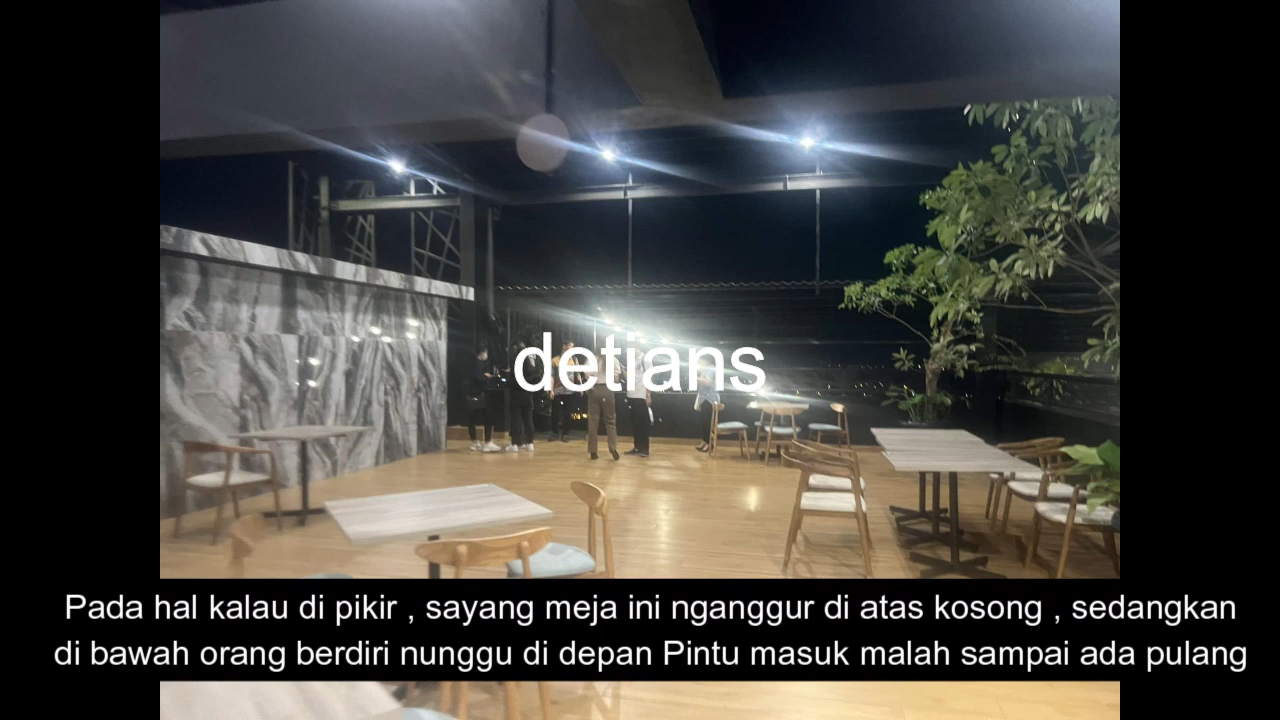 detians
Pada hal kalau di pikir , sayang meja ini nganggur di atas kosong , sedangkan
di bawah orang berdiri nunggu di depan Pintu masuk malah sampai ada pulang